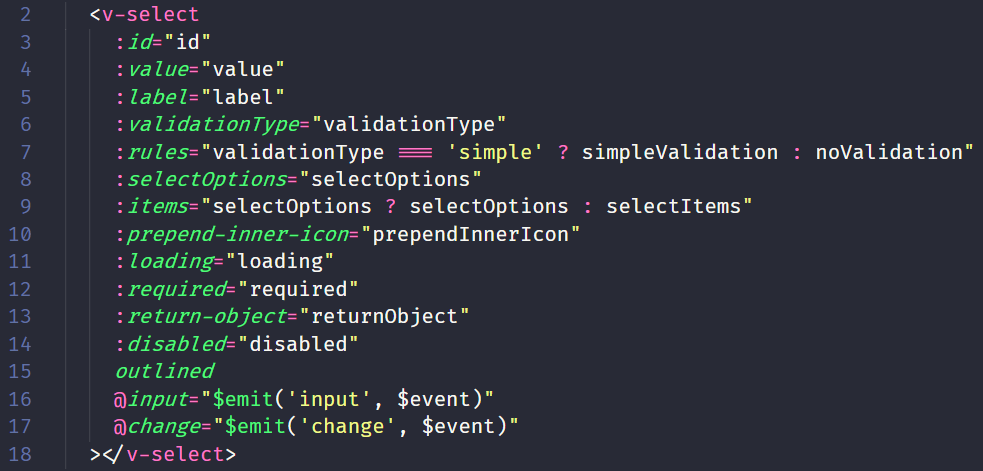 2 <v-select
3 :id="id"
4 :value="value"
5 :label="label"
6 :validationType="validationType"
7 :rules="validationType === 'simple' ? simpleValidation : noValidation"
8 :selectOptions="selectOptions"
9 :items="selectOptions ? selectOptions : selectItems"
10 :prepend-inner-icon="prependInnerIcon"
11 :loading="loading"
12 :required="required"
13 :return-object="returnObject"
14 :disabled="disabled"
15 outlined
16 @input="$emit('input', $event)"
17 @change="$emit('change', $event)"
18 ></v-select>